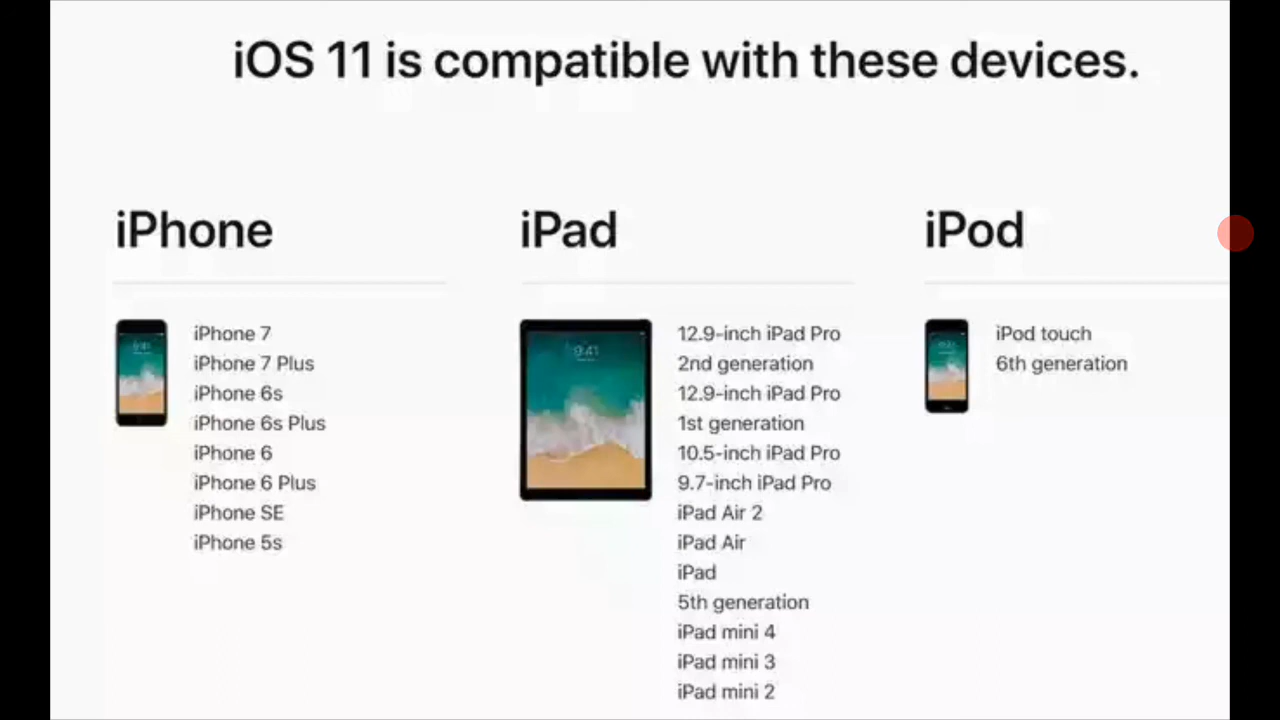 iOS 11 is compatible with these devices.
iPhone
iPhone 7
iPhone 7 Plus
iPhone 6s
iPhone 6s Plus
iPhone 6
iPhone 6 Plus
iPhone SE
iPhone 5s
iPad
9:41
12.9-inch iPad Pro
2nd generation
12.9-inch iPad Pro
1st generation
10.5-inch iPad Pro
9.7-inch iPad Pro
iPad Air 2
iPad Air
iPad
5th generation
iPad mini 4
iPad mini 3
iPad mini 2
iPod
iPod touch
6th generation